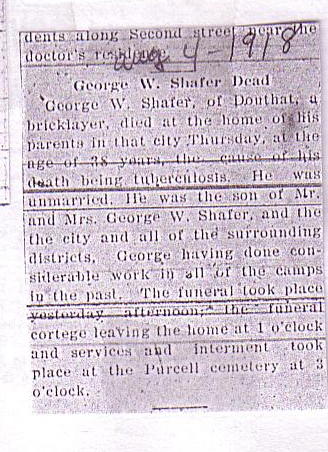 dents along Second street near the
doctor's residence.
aug 4 - 1918
George W. Shafer Dead
George W. Shafer, of Douthat, a
bricklayer, died at the home of his
parents in that city Thursday, at the
age of 38 years, the cause of his
death being tuberculosis. He was
unmarried. He was the son of Mr.
and Mrs. George W. Shafer, and the
the city and all of the surrounding
districts, George having done con-
siderable work in all of the camps
in the past. The funeral took place
yesterday afternoon, the funeral
cortege leaving the home at 1 o'clock
and services and interment took
place at the Purcell cemetery at 3
o'clock.